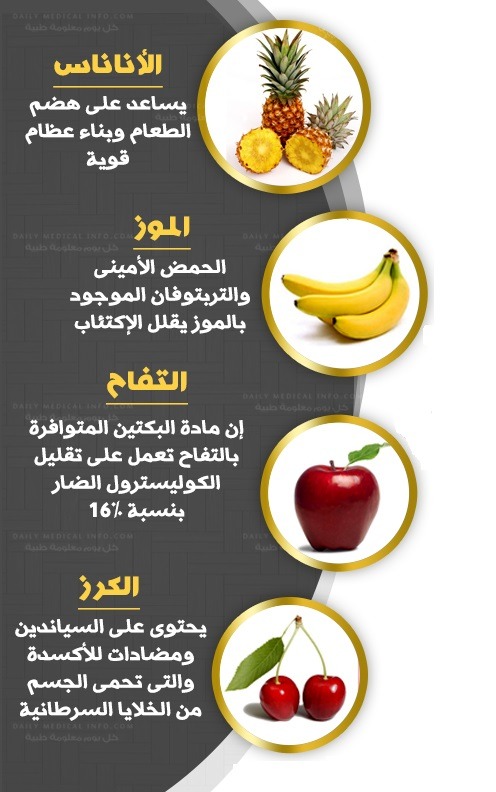 الأناناس
يساعد على هضم
الطعام وبناء عظام
قوية
الموز
الحمض الأمينى
والتربتوفان الموجود
بالموز يقلل الإكتئاب
التفاح
إن مادة البكتين المتوافرة
بالتفاح تعمل على تقليل
الكوليسترول الضار
بنسبة 16%
الكرز
يحتوى على السياندين
ومضادات للأكسدة
والتى تحمى الجسم
من الخلايا السرطانية
DAILY MEDICAL INFO.COM
كل يوم معلومة طبية